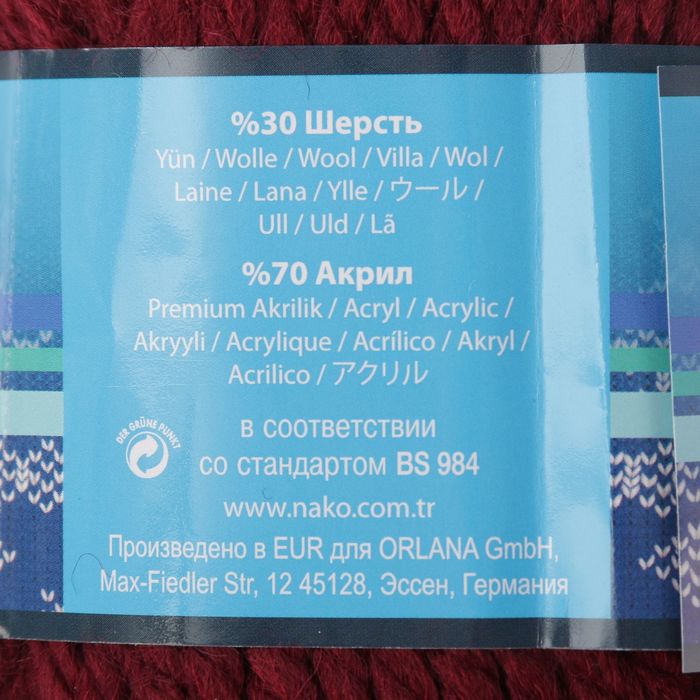 %30 Шерсть
Yün / Wolle / Wool / Villa / Wol /
Laine / Lana / Ylle / ウール /
Ull / Uld / Lã
%70 Акрил
Premium Akrilik / Acryl / Acrylic /
Akryyli / Acrylique / Acrílico / Akryl /
Acrilico / アクリル
DER GRÜNE PUNKT
в соответствии
со стандартом BS 984
www.nako.com.tr
Произведено в EUR для ORLANA GmbH,
Max-Fiedler Str, 12 45128, Эссен, Германия